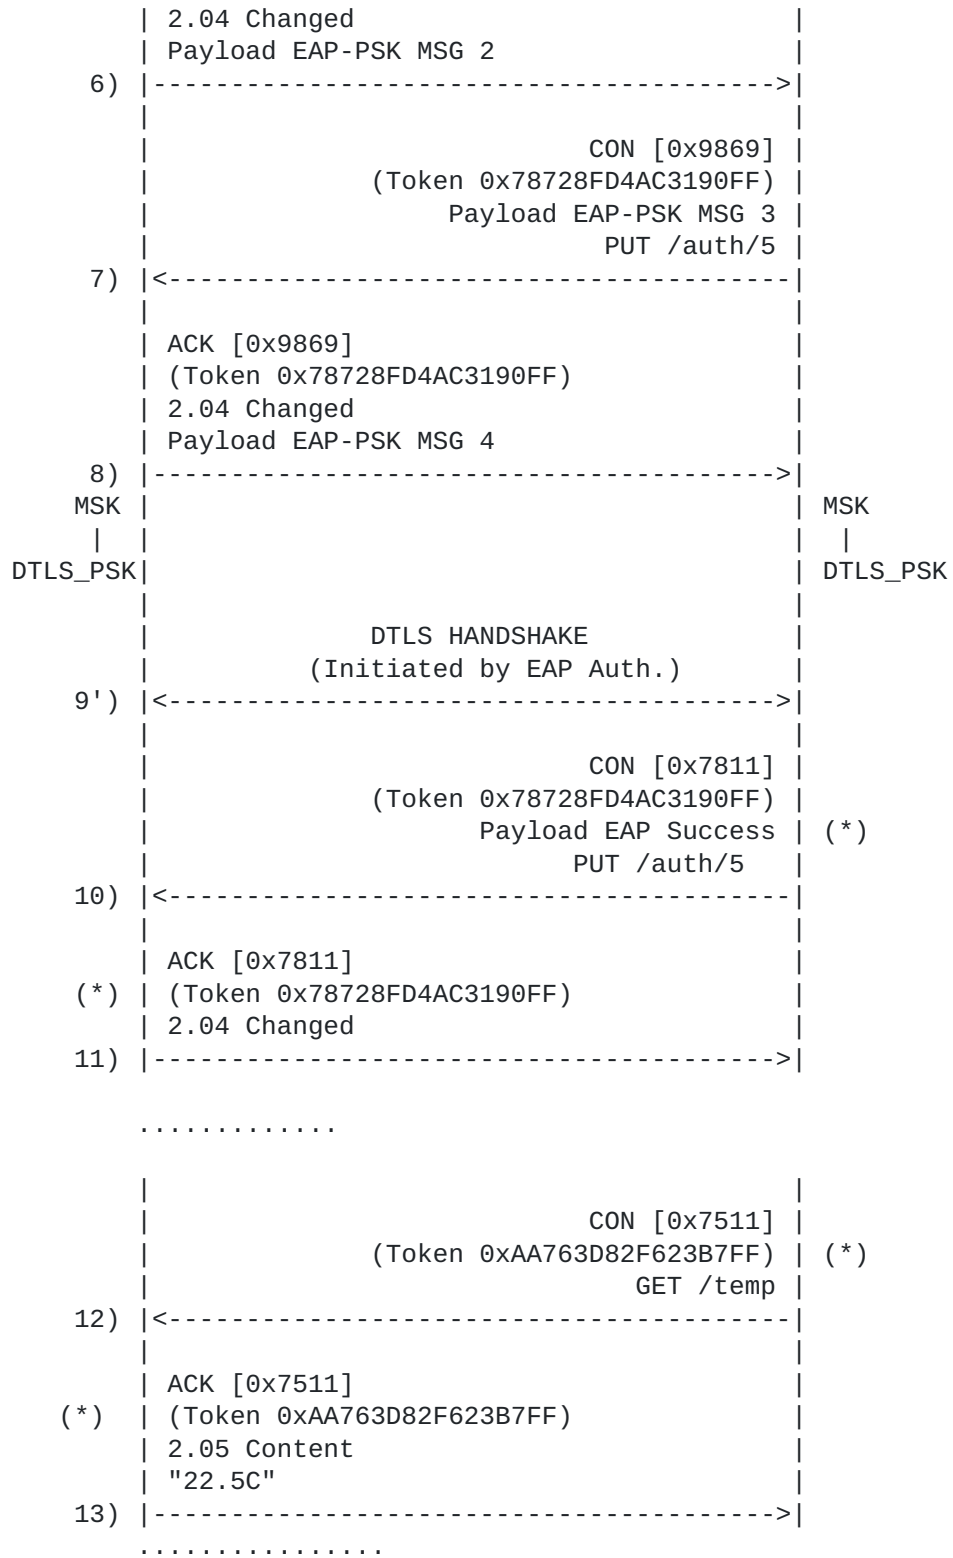 | 2.04 Changed                            |
| Payload EAP-PSK MSG 2                   |
6) |---------------------------------------->|
|                                         |
|                            CON [0x9869] |
|              (Token 0x78728FD4AC3190FF) |
|                   Payload EAP-PSK MSG 3 |
|                             PUT /auth/5 |
7) |<----------------------------------------|
|                                         |
| ACK [0x9869]                            |
| (Token 0x78728FD4AC3190FF)              |
| 2.04 Changed                            |
| Payload EAP-PSK MSG 4                   |
8) |---------------------------------------->|
MSK |                                         | MSK
|  |                                         |  |
DTLS_PSK|                                         | DTLS_PSK
|                                         |
|              DTLS HANDSHAKE             |
|          (Initiated by EAP Auth.)       |
9') |<--------------------------------------->|
|                                         |
|                            CON [0x7811] |
|              (Token 0x78728FD4AC3190FF) |
|                     Payload EAP Success | (*)
|                           PUT /auth/5   |
10) |<----------------------------------------|
|                                         |
| ACK [0x7811]                            |
(*) | (Token 0x78728FD4AC3190FF)              |
| 2.04 Changed                            |
11) |---------------------------------------->|
.............
|                                         |
|                            CON [0x7511] |
|              (Token 0xAA763D82F623B7FF) | (*)
|                               GET /temp |
12) |<----------------------------------------|
|                                         |
| ACK [0x7511]                            |
(*)  | (Token 0xAA763D82F623B7FF)              |
| 2.05 Content                            |
| "22.5C"                                 |
13) |---------------------------------------->|
................